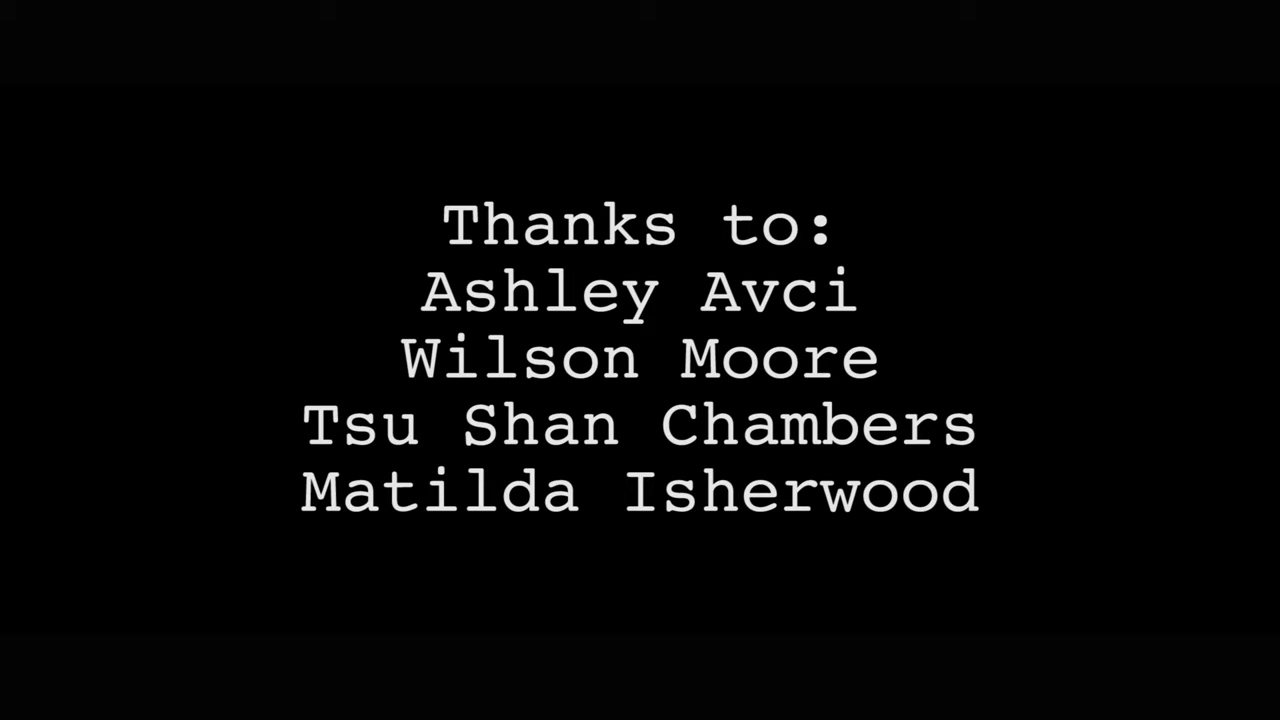 Thanks to:
Ashley Avci
Wilson Moore
Tsu Shan Chambers
Matilda Isherwood